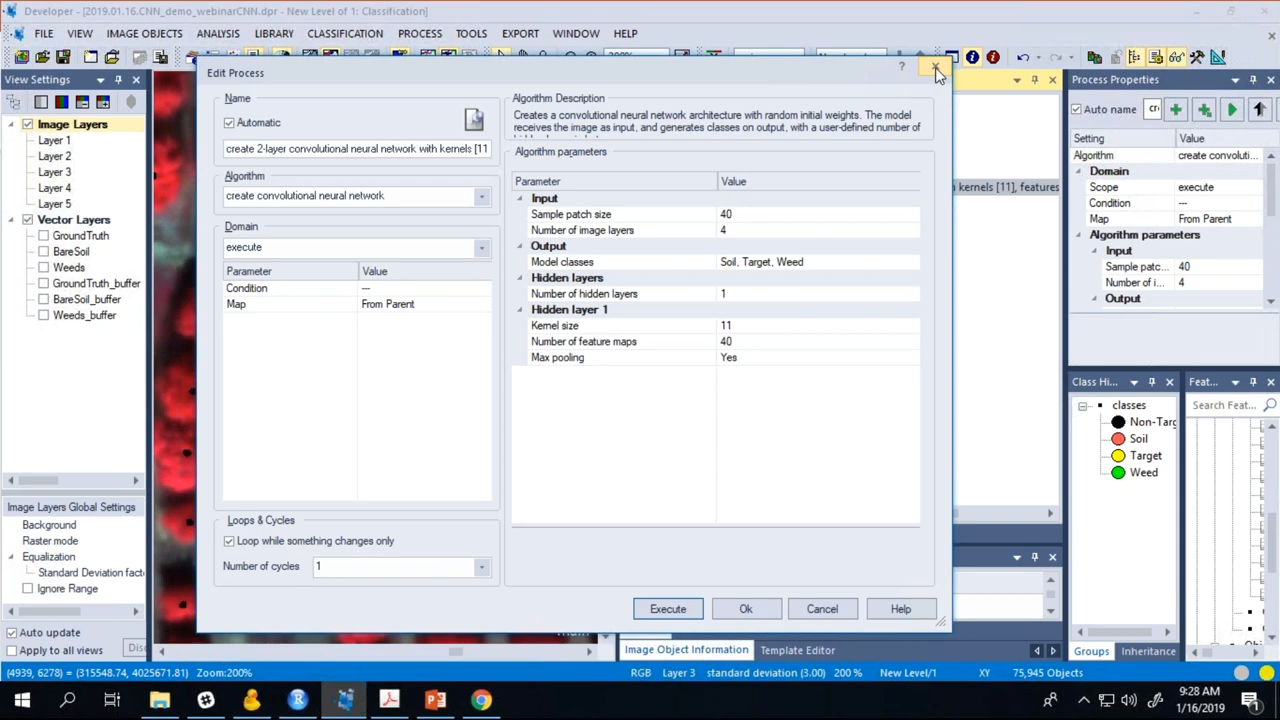 Developer - [2019.01.16.CNN_demo_webinarCNN.dpr - New Level of 1: Classification]
FILE VIEW IMAGE OBJECTS ANALYSIS LIBRARY CLASSIFICATION PROCESS TOOLS EXPORT WINDOW HELP
View Settings
Image Layers
Layer 1
Layer 2
Layer 3
Layer 4
Layer 5
Vector Layers
GroundTruth
BareSoil
Weeds
GroundTruth_buffer
BareSoil_buffer
Weeds_buffer
Image Layers Global Settings
Background
Raster mode
Equalization
Standard Deviation facto
Ignore Range
Auto update
Apply to all views
Edit Process
Name
Automatic
create 2-layer convolutional neural network with kernels [11
Algorithm
create convolutional neural network
Domain
execute
Parameter Value
Condition ---
Map From Parent
Loops & Cycles
Loop while something changes only
Number of cycles 1
Algorithm Description
Creates a convolutional neural network architecture with random initial weights. The model
receives the image as input, and generates classes on output, with a user-defined number of
Algorithm parameters
Parameter Value
Input
Sample patch size 40
Number of image layers 4
Output
Model classes Soil, Target, Weed
Hidden layers
Number of hidden layers 1
Hidden layer 1
Kernel size 11
Number of feature maps 40
Max pooling Yes
Execute Ok Cancel Help
n kernels [11], features
Process Properties
Auto name cr
Setting Value
Algorithm create convoluti...
Domain
Scope execute
Condition ---
Map From Parent
Algorithm parameters
Input
Sample patc... 40
Number of i... 4
Output
Class Hi...
classes
Non-Targ
Soil
Target
Weed
Groups Inheritance
Feat...
Search Feat...
Image Object Information Template Editor
(4939, 6278) = (315548.74, 4025671.81) Zoom:200%
RGB Layer 3 standard deviation (3.00) 200 % New Level/1 XY 75,945 Objects
9:28 AM
1/16/2019